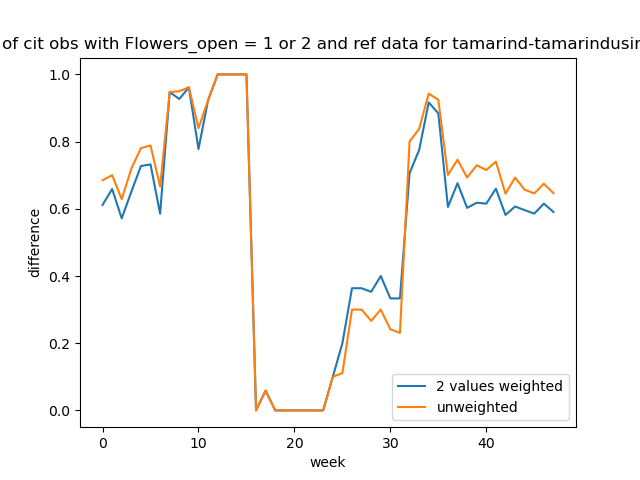 of cit obs with Flowers_open = 1 or 2 and ref data for tamarind-tamarindusin
1.0
0.8
0.6
0.4
0.2
0.0
difference
2 values weighted
unweighted
0 10 20 30 40
week